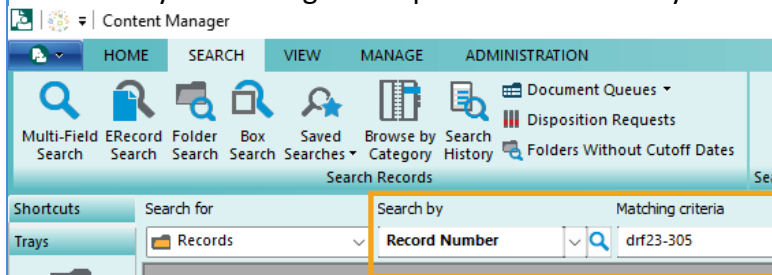 Content Manager
HOME SEARCH VIEW MANAGE ADMINISTRATION
Multi-Field Search
ERecord Search
Folder Search
Box Search
Saved Searches
Browse by Category
Search History
Document Queues
Disposition Requests
Folders Without Cutoff Dates
Search Records
Shortcuts
Search for
Search by
Matching criteria
Trays
Records
Record Number
drf23-305